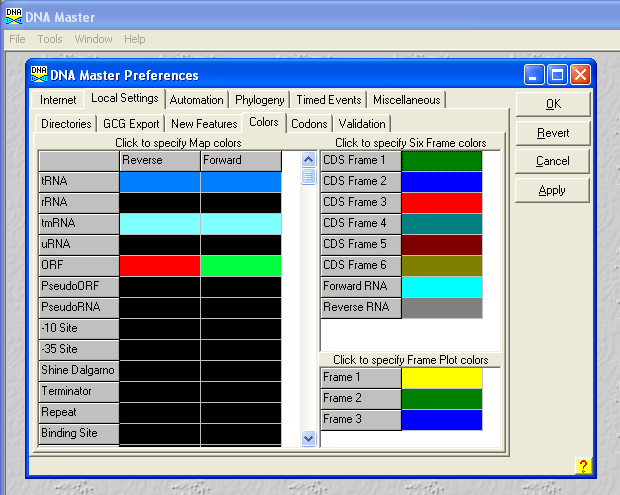 DNA Master
File Tools Window Help
DNA Master Preferences
Internet Local Settings Automation Phylogeny Timed Events Miscellaneous
Directories GCG Export New Features Colors Codons Validation
Click to specify Map colors
Reverse Forward
tRNA
rRNA
tmRNA
uRNA
ORF
PseudoORF
PseudoRNA
-10 Site
-35 Site
Shine Dalgarno
Terminator
Repeat
Binding Site
Click to specify Six Frame colors
CDS Frame 1
CDS Frame 2
CDS Frame 3
CDS Frame 4
CDS Frame 5
CDS Frame 6
Forward RNA
Reverse RNA
Click to specify Frame Plot colors
Frame 1
Frame 2
Frame 3
OK
Revert
Cancel
Apply
?